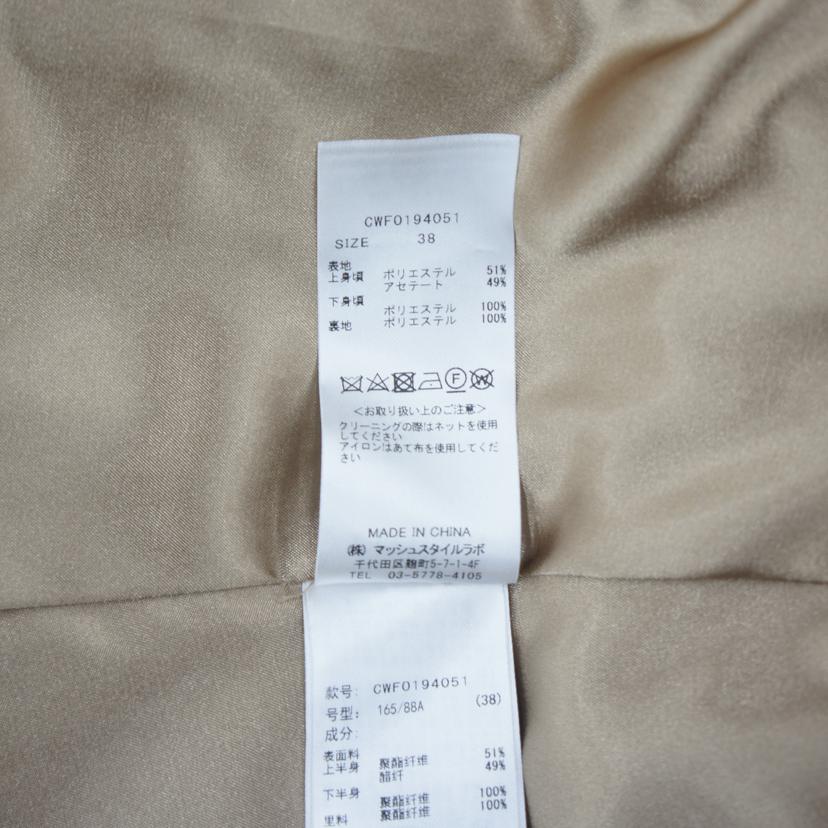 CWF0194051
SIZE 38
表地
上身頃 ポリエステル 51%
アセテート 49%
下身頃 ポリエステル 100%
裏地 ポリエステル 100%
F W
<お取り扱い上のご注意>
クリーニングの際はネットを使用
してください
アイロンはあて布を使用してくだ
さい
MADE IN CHINA
(株) マッシュスタイルラボ
千代田区麹町5-7-1-4F
TEL 03-5778-4105
款号: CWF0194051
号型: 165/88A (38)
成分:
表面料
上半身 聚酯纤维 51%
醋纤 49%
下半身 聚酯纤维 100%
里料 聚酯纤维 100%